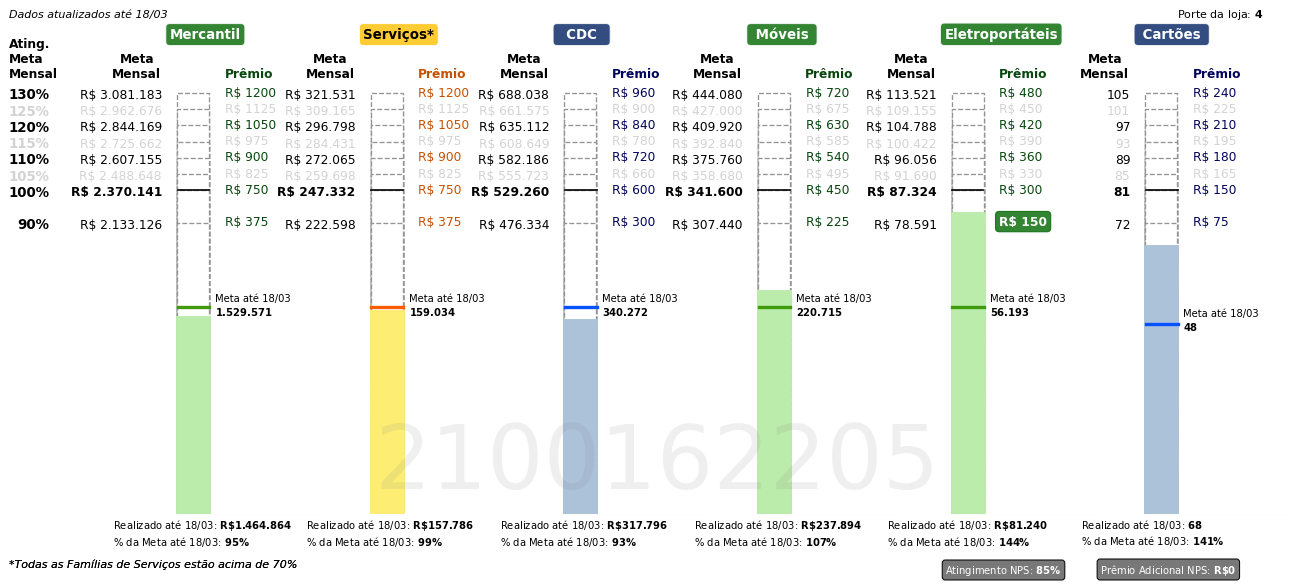 Dados atualizados até 18/03
Porte da loja: 4
Mercantil Serviços* CDC Móveis Eletroportáteis Cartões
Ating. Meta Mensal
Meta Mensal Prêmio Meta Mensal Prêmio Meta Mensal Prêmio Meta Mensal Prêmio Meta Mensal Prêmio Meta Mensal Prêmio
130% R$ 3.081.183 R$ 1200 R$ 321.531 R$ 1200 R$ 688.038 R$ 960 R$ 444.080 R$ 720 R$ 113.521 R$ 480 105 R$ 240
125% R$ 2.962.676 R$ 1125 R$ 309.165 R$ 1125 R$ 661.575 R$ 900 R$ 427.000 R$ 675 R$ 109.155 R$ 450 101 R$ 225
120% R$ 2.844.169 R$ 1050 R$ 296.798 R$ 1050 R$ 635.112 R$ 840 R$ 409.920 R$ 630 R$ 104.788 R$ 420 97 R$ 210
115% R$ 2.725.662 R$ 975 R$ 284.431 R$ 975 R$ 608.649 R$ 780 R$ 392.840 R$ 585 R$ 100.422 R$ 390 93 R$ 195
110% R$ 2.607.155 R$ 900 R$ 272.065 R$ 900 R$ 582.186 R$ 720 R$ 375.760 R$ 540 R$ 96.056 R$ 360 89 R$ 180
105% R$ 2.488.648 R$ 825 R$ 259.698 R$ 825 R$ 555.723 R$ 660 R$ 358.680 R$ 495 R$ 91.690 R$ 330 85 R$ 165
100% R$ 2.370.141 R$ 750 R$ 247.332 R$ 750 R$ 529.260 R$ 600 R$ 341.600 R$ 450 R$ 87.324 R$ 300 81 R$ 150
90% R$ 2.133.126 R$ 375 R$ 222.598 R$ 375 R$ 476.334 R$ 300 R$ 307.440 R$ 225 R$ 78.591 R$ 150 72 R$ 75
Meta até 18/03 Meta até 18/03 Meta até 18/03 Meta até 18/03 Meta até 18/03 Meta até 18/03
1.529.571 159.034 340.272 220.715 56.193 48
2100162205
Realizado até 18/03: R$1.464.864 Realizado até 18/03: R$157.786 Realizado até 18/03: R$317.796 Realizado até 18/03: R$237.894 Realizado até 18/03: R$81.240 Realizado até 18/03: 68
% da Meta até 18/03: 95% % da Meta até 18/03: 99% % da Meta até 18/03: 93% % da Meta até 18/03: 107% % da Meta até 18/03: 144% % da Meta até 18/03: 141%
*Todas as Famílias de Serviços estão acima de 70%
Atingimento NPS: 85% Prêmio Adicional NPS: R$0